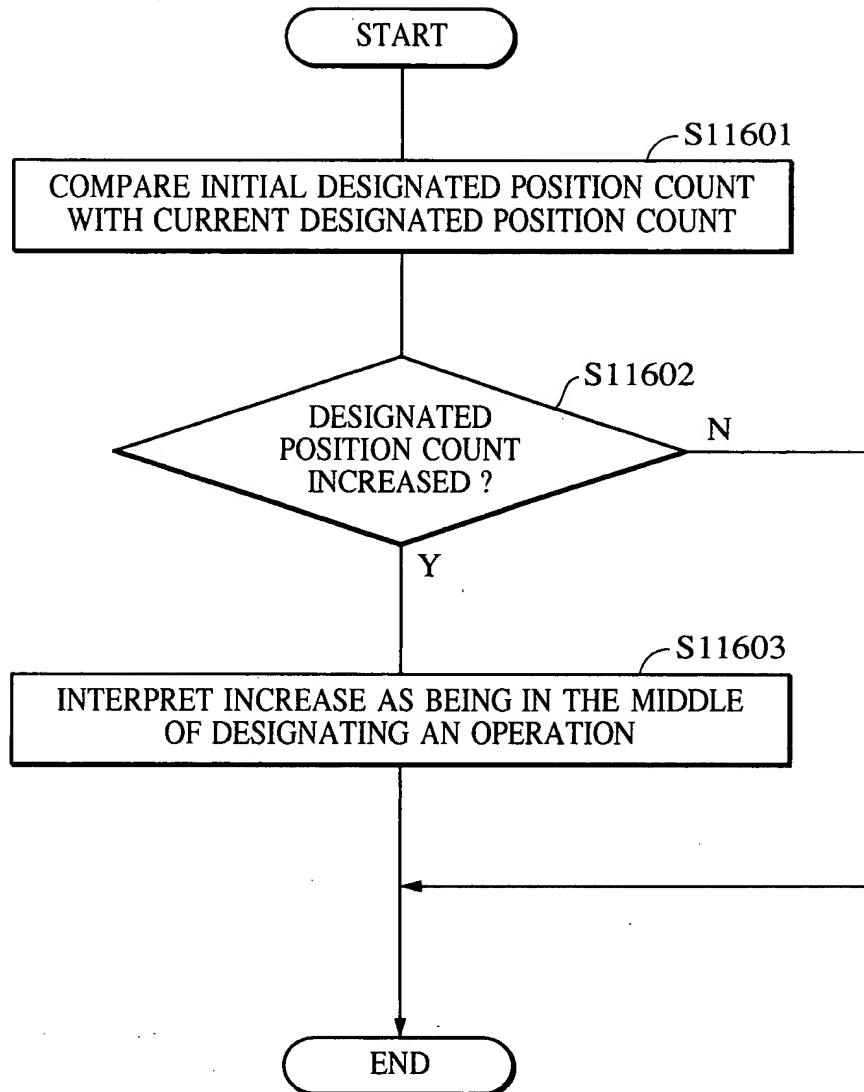 START
S11601
COMPARE INITIAL DESIGNATED POSITION COUNT
WITH CURRENT DESIGNATED POSITION COUNT
S11602
DESIGNATED
POSITION COUNT
INCREASED ?
N
Y
S11603
INTERPRET INCREASE AS BEING IN THE MIDDLE
OF DESIGNATING AN OPERATION
END